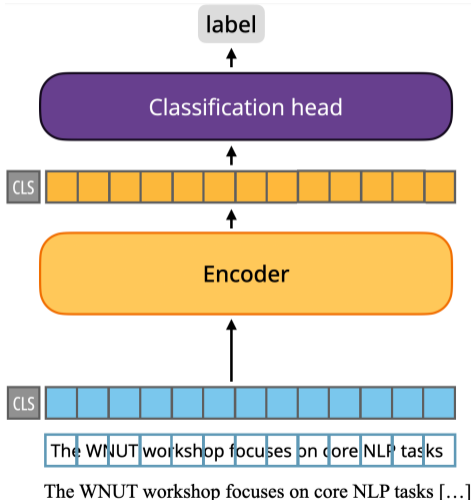 label
Classification head
CLS
Encoder
CLS
The WNUT workshop focuses on core NLP tasks
The WNUT workshop focuses on core NLP tasks […]